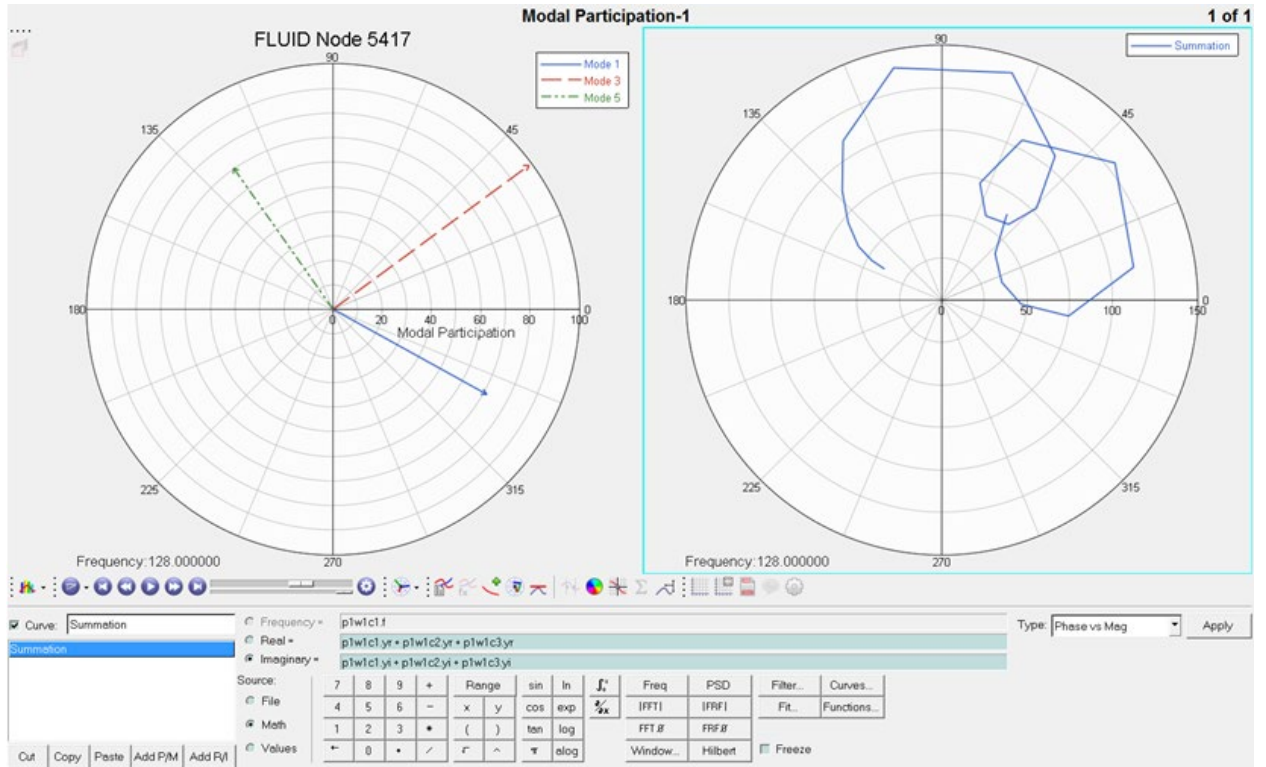 Modal Participation-1
1 of 1
FLUID Node 5417
90
135
45
180
0
225
315
270
0
20
40
60
80
100
Modal Participation
Mode 1
Mode 3
Mode 5
Frequency:128.000000
Summation
90
135
45
180
0
225
315
270
0
50
100
150
Frequency:128.000000
Curve: Summation
Summation
Cut Copy Paste Add P/M Add R/I
Frequency = p1w1c1.f
Real = p1w1c1.yr + p1w1c2.yr + p1w1c3.yr
Imaginary = p1w1c1.yi + p1w1c2.yi + p1w1c3.yi
Type: Phase vs Mag Apply
Source:
File
Math
Values
7 8 9 + Range sin ln Freq PSD Filter... Curves...
4 5 6 - x y cos exp |FFT| |FRF| Fit... Functions...
1 2 3 * ( ) tan log FFT Ø FRF Ø
0 . / ^ π alog Window... Hilbert Freeze